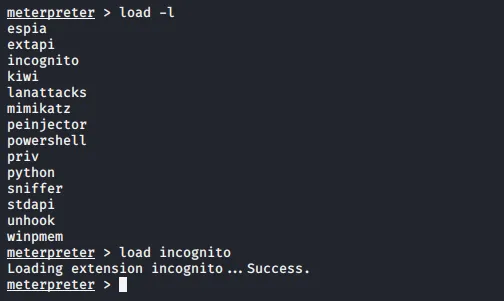 meterpreter > load -l
espia
extapi
incognito
kiwi
lanattacks
mimikatz
peinjector
powershell
priv
python
sniffer
stdapi
unhook
winpmem
meterpreter > load incognito
Loading extension incognito...Success.
meterpreter >